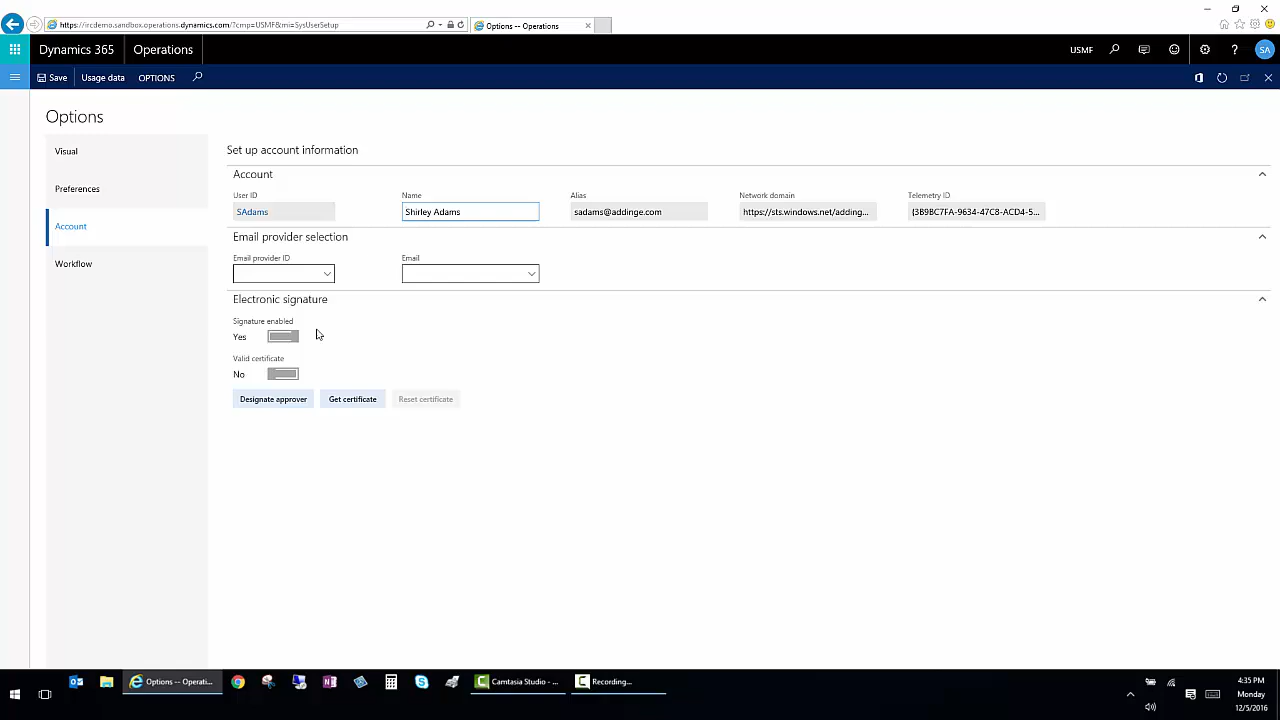 https://ircdemo.sandbox.operations.dynamics.com/?cmp=USMF&mi=SysUserSetup
Options -- Operations
Dynamics 365
Operations
USMF
SA
Save
Usage data
OPTIONS
Options
Visual
Preferences
Account
Workflow
Set up account information
Account
User ID
Name
Alias
Network domain
Telemetry ID
SAdams
Shirley Adams
sadams@addinge.com
https://sts.windows.net/adding...
{3B9BC7FA-9634-47C8-ACD4-5...
Email provider selection
Email provider ID
Email
Electronic signature
Signature enabled
Yes
Valid certificate
No
Designate approver
Get certificate
Reset certificate
Options -- Operati...
Camtasia Studio - ...
Recording...
4:35 PM
Monday
12/5/2016